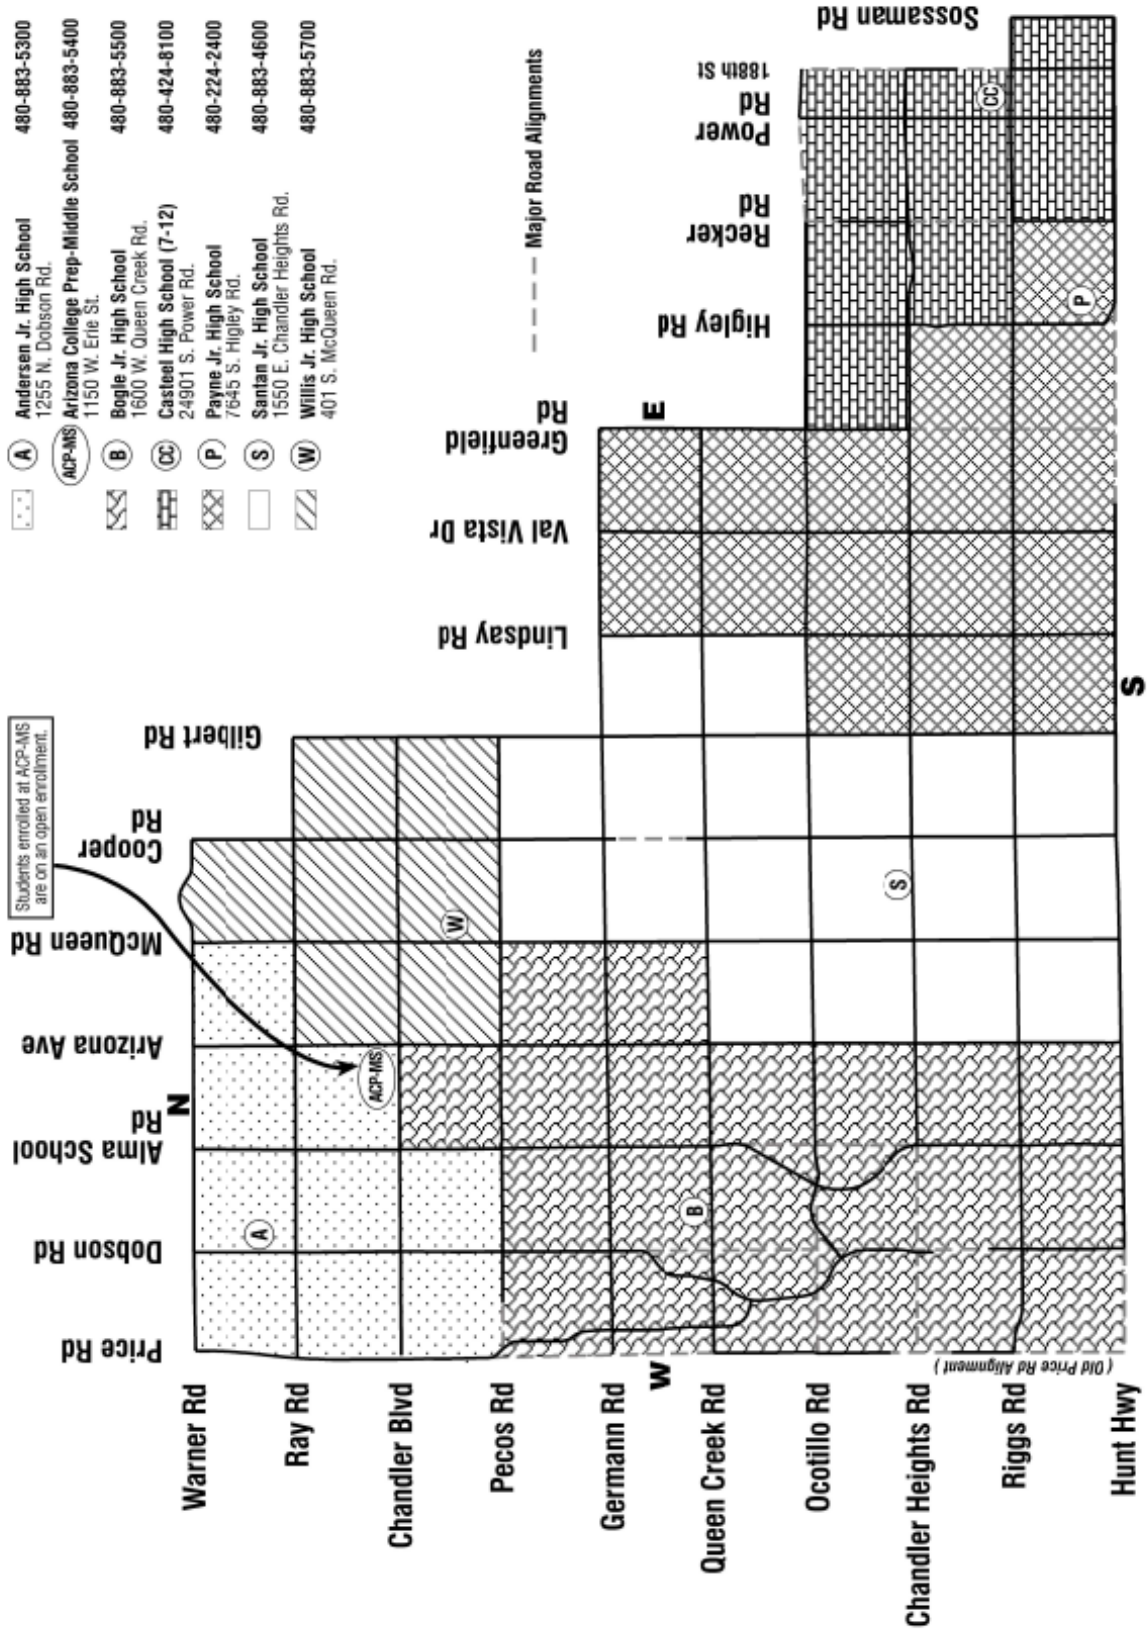 Andersen Jr. High School 480-883-5300
1255 N. Dobson Rd.
Arizona College Prep-Middle School 480-883-5400
1150 W. Erie St.
Bogle Jr. High School 480-883-5500
1600 W. Queen Creek Rd.
Casteel High School (7-12) 480-424-8100
24901 S. Power Rd.
Payne Jr. High School 480-224-2400
7645 S. Higley Rd.
Santan Jr. High School 480-883-4600
1550 E. Chandler Heights Rd.
Willis Jr. High School 480-883-5700
401 S. McQueen Rd.
A
ACP-MS
B
CC
P
S
W
Major Road Alignments
Students enrolled at ACP-MS
are on an open enrollment.
Price Rd
Dobson Rd
Alma School
Rd
Arizona Ave
McQueen Rd
Cooper
Rd
Gilbert Rd
Lindsay Rd
Val Vista Dr
Greenfield
Rd
Higley Rd
Recker
Rd
Power
Rd
188th St
Sossaman Rd
Warner Rd
Ray Rd
Chandler Blvd
Pecos Rd
Germann Rd
Queen Creek Rd
Ocotillo Rd
Chandler Heights Rd
Riggs Rd
Hunt Hwy
( Old Price Rd Alignment )
N
E
S
W
A
ACP-MS
W
B
S
P
CC